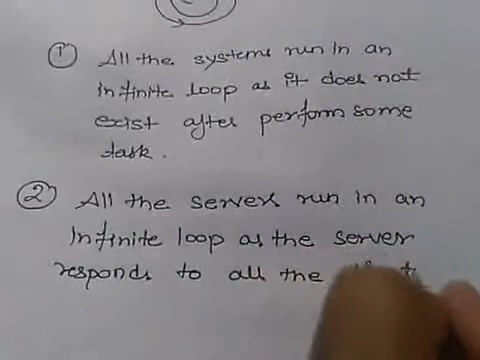 ① All the systems run in an
infinite loop as it does not
exist after perform some
task.
② All the server run in an
infinite loop as the server
responds to all the